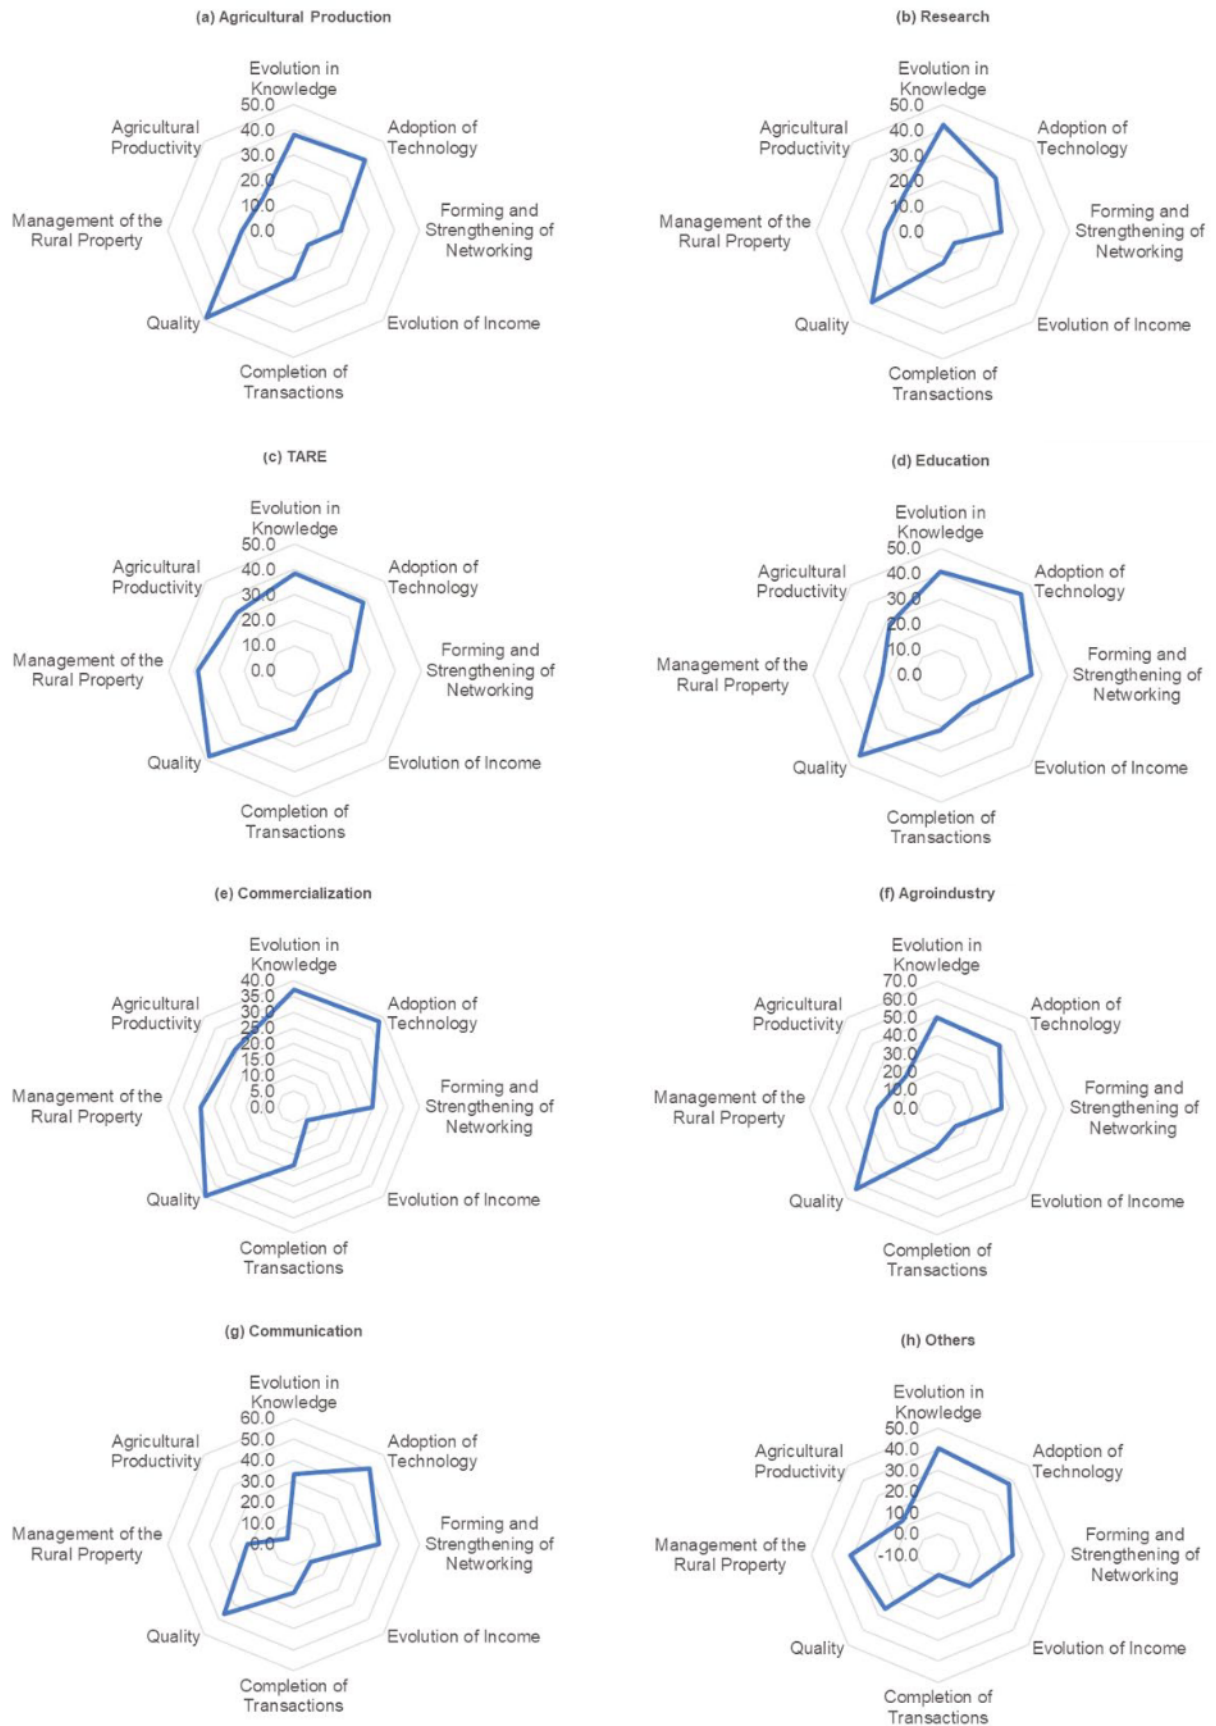 (a) Agricultural Production
Evolution in
Knowledge
50.0
40.0
30.0
20.0
10.0
0.0
Adoption of
Technology
Forming and
Strengthening of
Networking
Evolution of Income
Completion of
Transactions
Quality
Management of the
Rural Property
Agricultural
Productivity
(b) Research
Evolution in
Knowledge
50.0
40.0
30.0
20.0
10.0
0.0
Adoption of
Technology
Forming and
Strengthening of
Networking
Evolution of Income
Completion of
Transactions
Quality
Management of the
Rural Property
Agricultural
Productivity
(c) TARE
Evolution in
Knowledge
50.0
40.0
30.0
20.0
10.0
0.0
Adoption of
Technology
Forming and
Strengthening of
Networking
Evolution of Income
Completion of
Transactions
Quality
Management of the
Rural Property
Agricultural
Productivity
(d) Education
Evolution in
Knowledge
50.0
40.0
30.0
20.0
10.0
0.0
Adoption of
Technology
Forming and
Strengthening of
Networking
Evolution of Income
Completion of
Transactions
Quality
Management of the
Rural Property
Agricultural
Productivity
(e) Commercialization
Evolution in
Knowledge
40.0
35.0
30.0
25.0
20.0
15.0
10.0
5.0
0.0
Adoption of
Technology
Forming and
Strengthening of
Networking
Evolution of Income
Completion of
Transactions
Quality
Management of the
Rural Property
Agricultural
Productivity
(f) Agroindustry
Evolution in
Knowledge
70.0
60.0
50.0
40.0
30.0
20.0
10.0
0.0
Adoption of
Technology
Forming and
Strengthening of
Networking
Evolution of Income
Completion of
Transactions
Quality
Management of the
Rural Property
Agricultural
Productivity
(g) Communication
Evolution in
Knowledge
60.0
50.0
40.0
30.0
20.0
10.0
0.0
Adoption of
Technology
Forming and
Strengthening of
Networking
Evolution of Income
Completion of
Transactions
Quality
Management of the
Rural Property
Agricultural
Productivity
(h) Others
Evolution in
Knowledge
50.0
40.0
30.0
20.0
10.0
0.0
-10.0
Adoption of
Technology
Forming and
Strengthening of
Networking
Evolution of Income
Completion of
Transactions
Quality
Management of the
Rural Property
Agricultural
Productivity